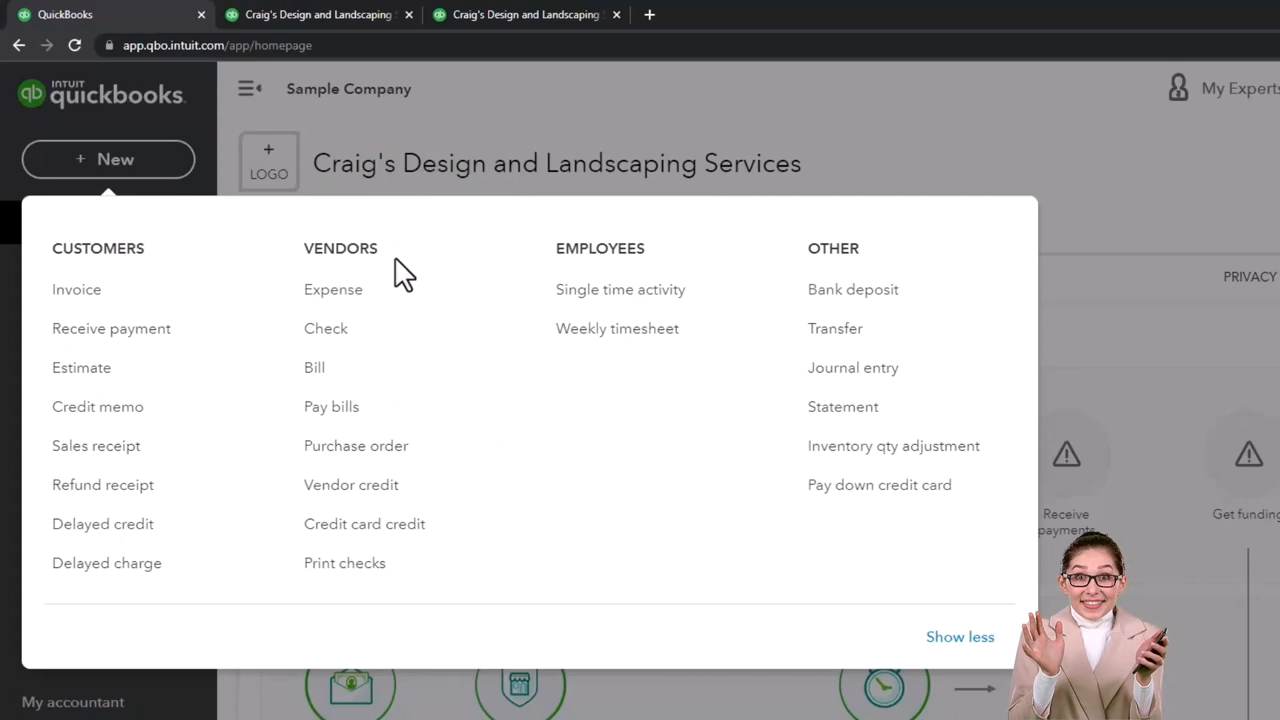 QuickBooks
Craig's Design and Landscaping
Craig's Design and Landscaping
app.qbo.intuit.com/app/homepage
INTUIT
quickbooks.
qb
Sample Company
My Experts
+ New
+
LOGO
Craig's Design and Landscaping Services
PRIVACY
CUSTOMERS
Invoice
Receive payment
Estimate
Credit memo
Sales receipt
Refund receipt
Delayed credit
Delayed charge
VENDORS
Expense
Check
Bill
Pay bills
Purchase order
Vendor credit
Credit card credit
Print checks
EMPLOYEES
Single time activity
Weekly timesheet
OTHER
Bank deposit
Transfer
Journal entry
Statement
Inventory qty adjustment
Pay down credit card
Show less
Receive
payments
Get funding
My accountant